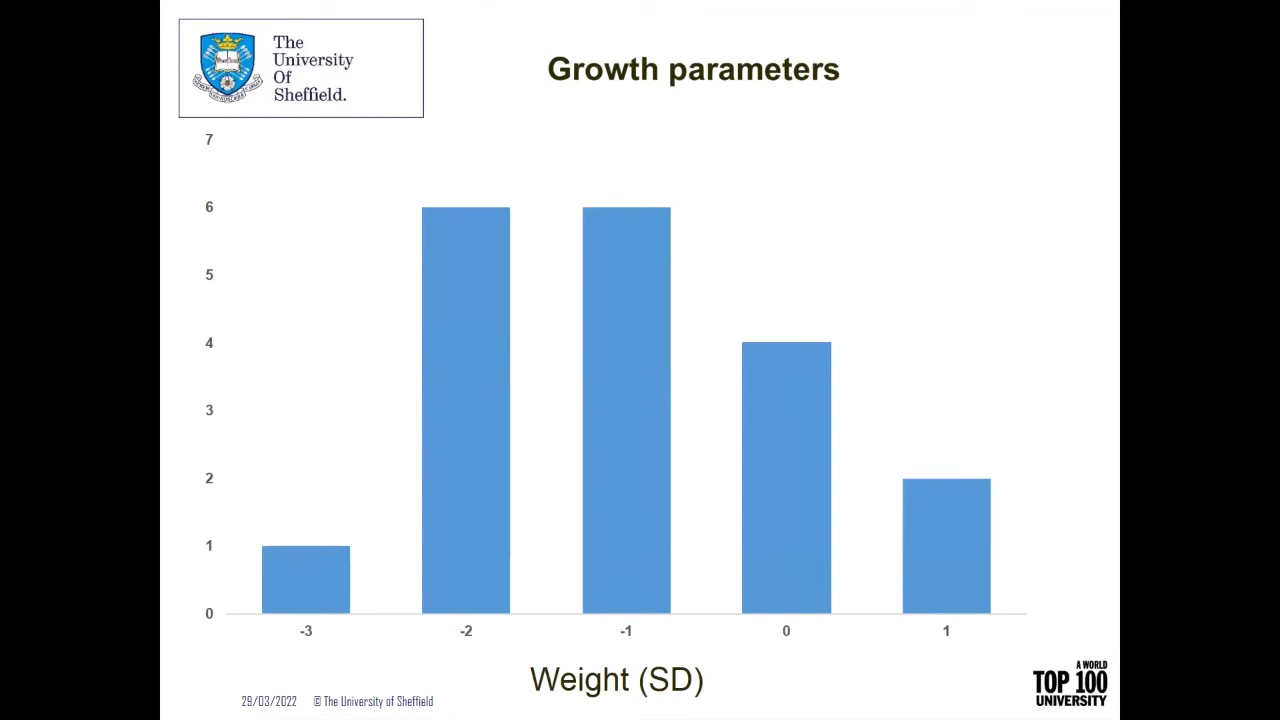 The
University
Of
Sheffield.
Growth parameters
7
6
5
4
3
2
1
0
-3 -2 -1 0 1
Weight (SD)
29/03/2022 © The University of Sheffield
A WORLD
TOP 100
UNIVERSITY